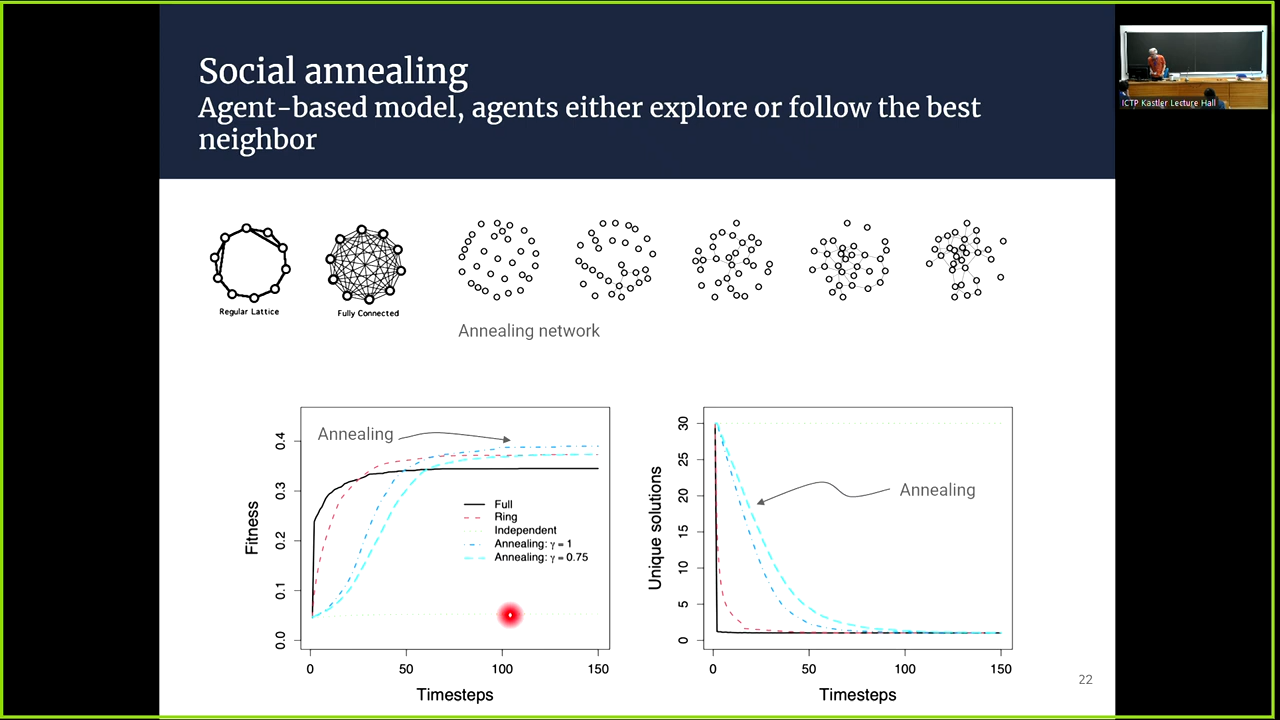 Social annealing
Agent-based model, agents either explore or follow the best
neighbor
ICTP Kastler Lecture Hall
Regular Lattice
Fully Connected
Annealing network
Fitness
0.4
0.3
0.2
0.1
0.0
Annealing
Full
Ring
Independent
Annealing: γ = 1
Annealing: γ = 0.75
0 50 100 150
Timesteps
Unique solutions
30
25
20
15
10
5
0
Annealing
0 50 100 150
Timesteps
22